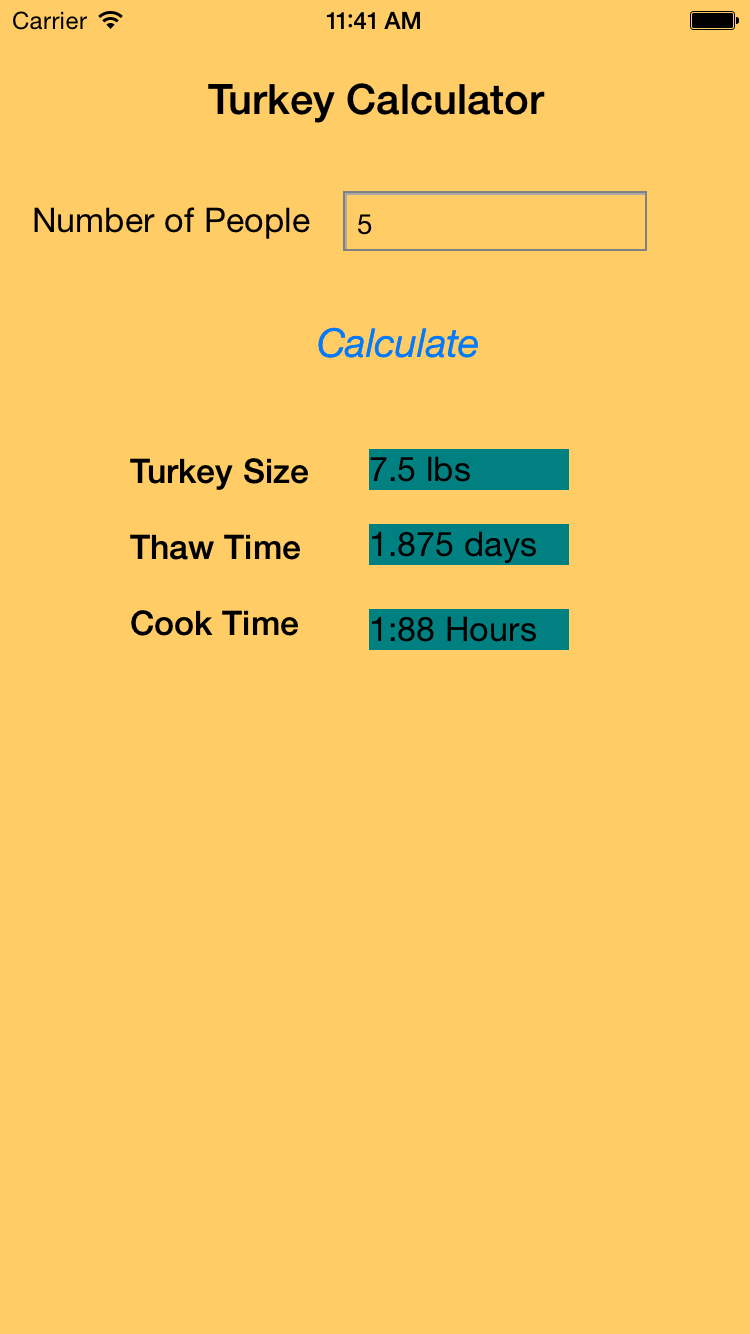 Carrier 11:41 AM
Turkey Calculator
Number of People 5
Calculate
Turkey Size 7.5 lbs
Thaw Time 1.875 days
Cook Time 1:88 Hours